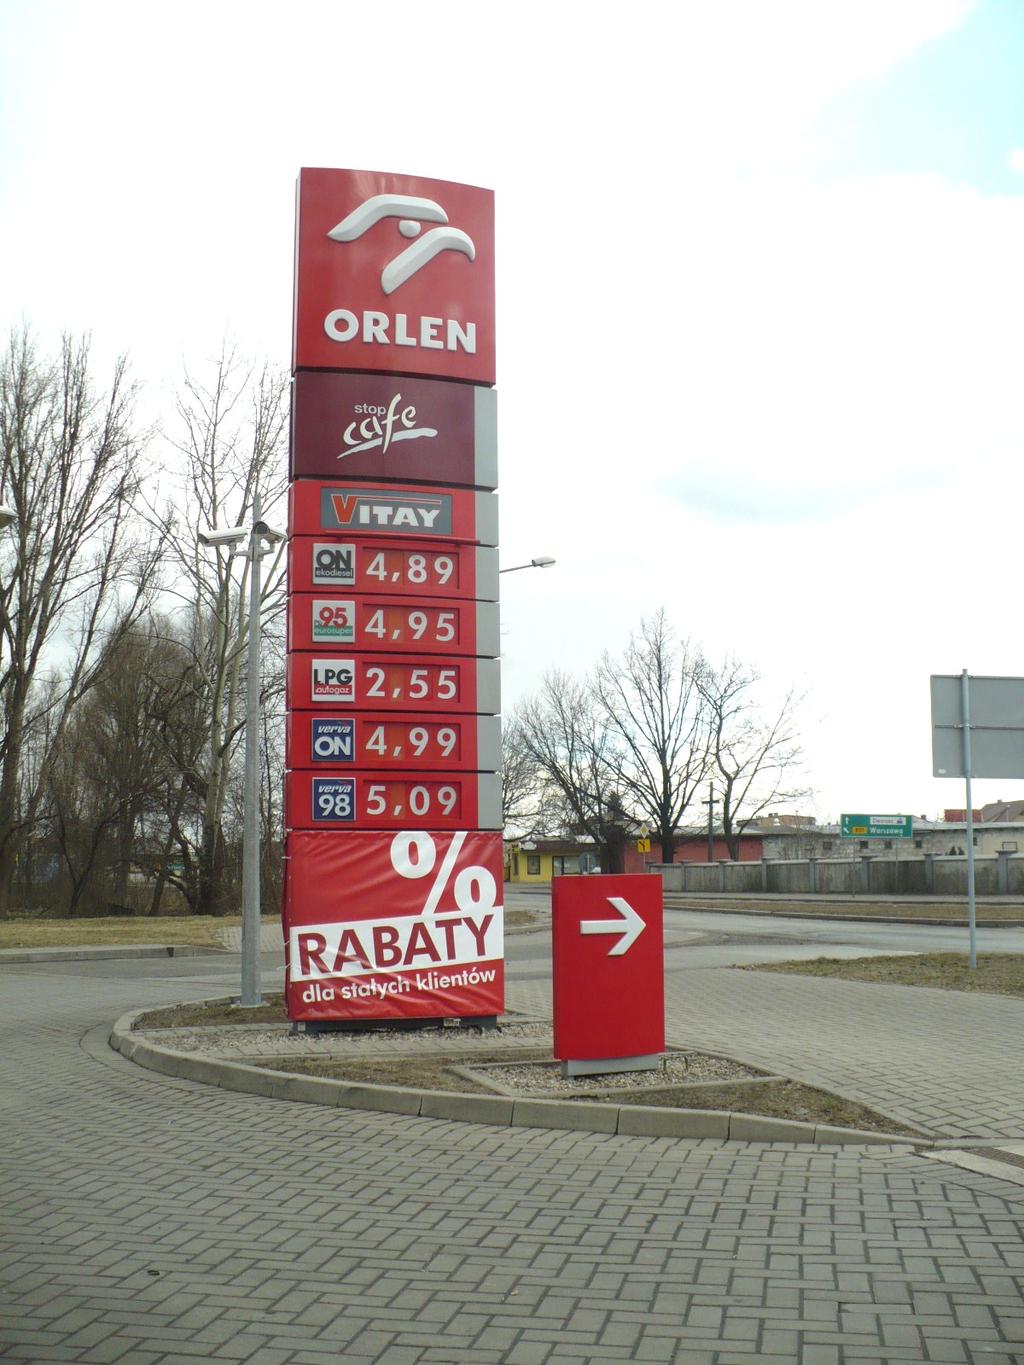 ORLEN
stop
cafe
VITAY
ON 4,89
ekodiesel
95 4,95
eurosuper
LPG 2,55
autogaz
verva
ON 4,99
verva
98 5,09
%
RABATY
dla stałych klientów
Dworzec
Warszawa